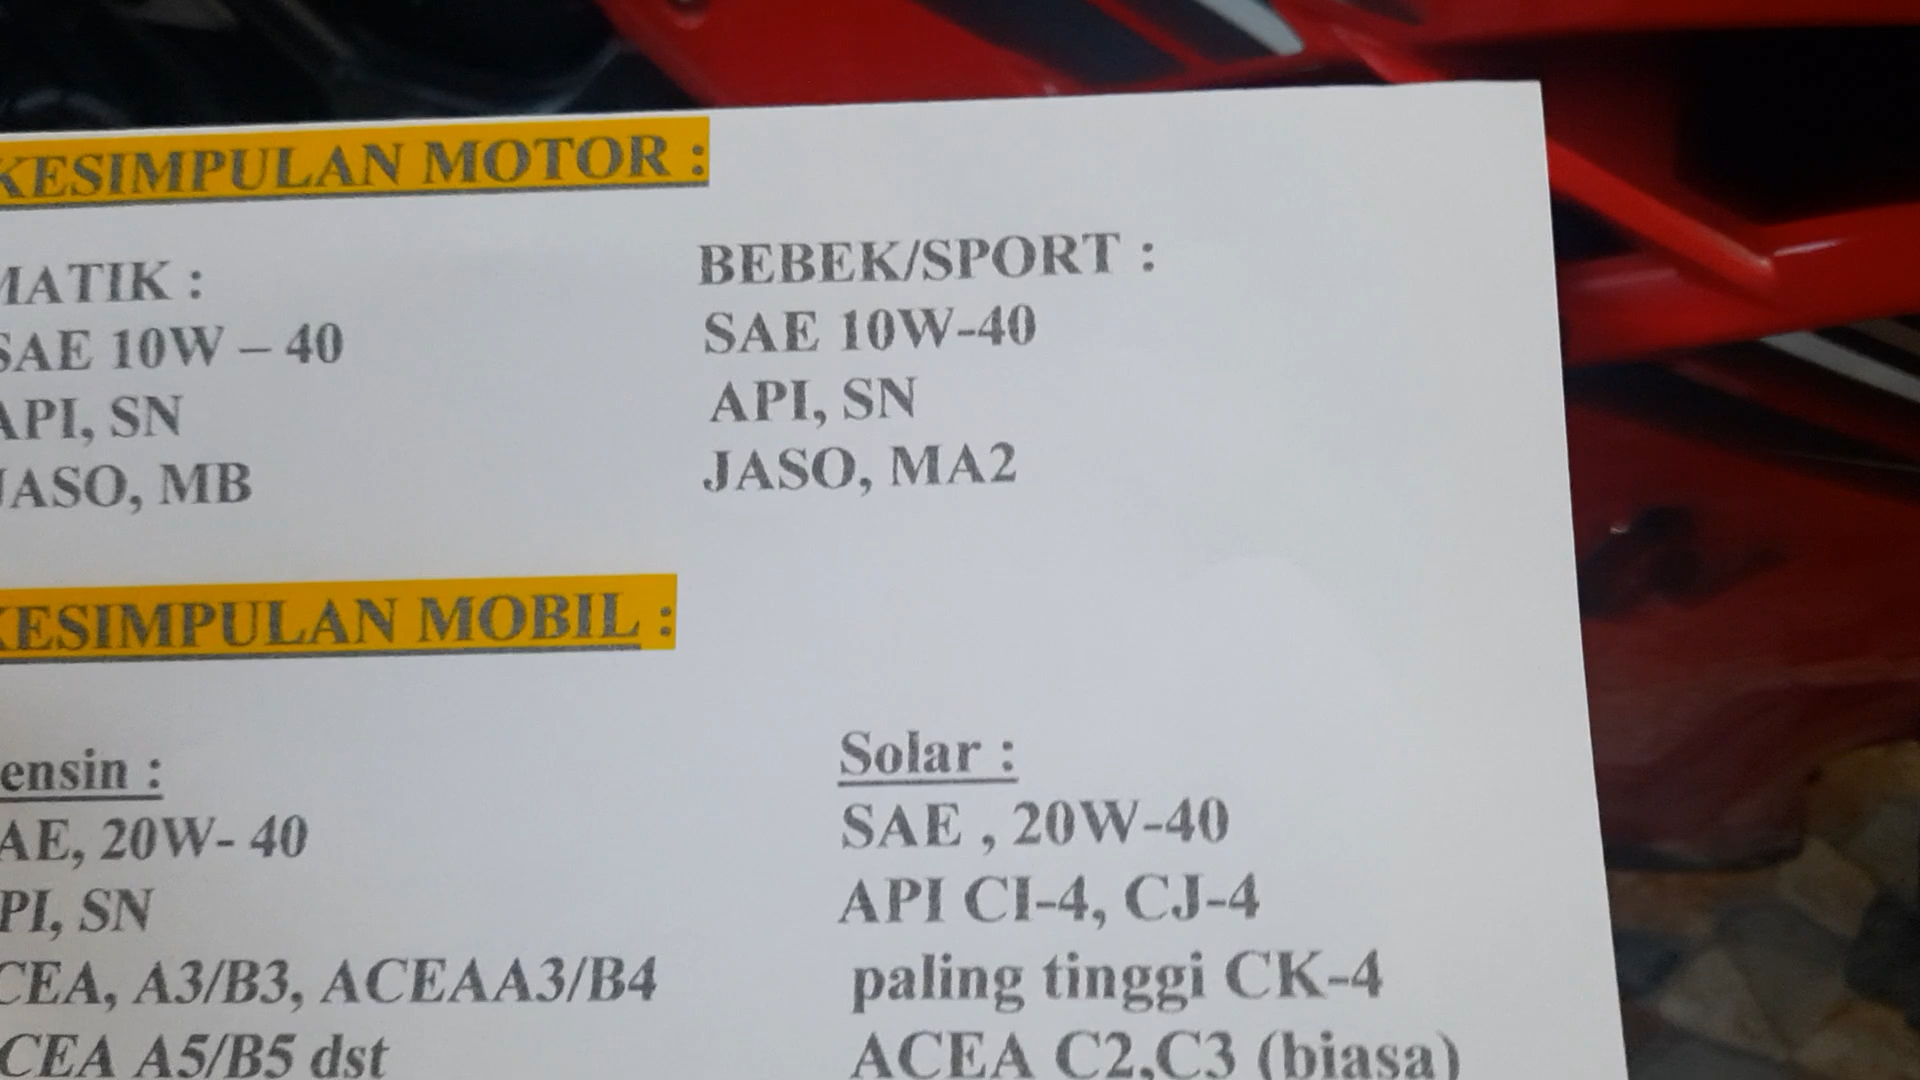 KESIMPULAN MOTOR :
MATIK :
SAE 10W – 40
API, SN
JASO, MB
BEBEK/SPORT :
SAE 10W-40
API, SN
JASO, MA2
KESIMPULAN MOBIL :
ensin :
AE, 20W- 40
PI, SN
CEA, A3/B3, ACEAA3/B4
CEA A5/B5 dst
Solar :
SAE , 20W-40
API CI-4, CJ-4
paling tinggi CK-4
ACEA C2,C3 (biasa)